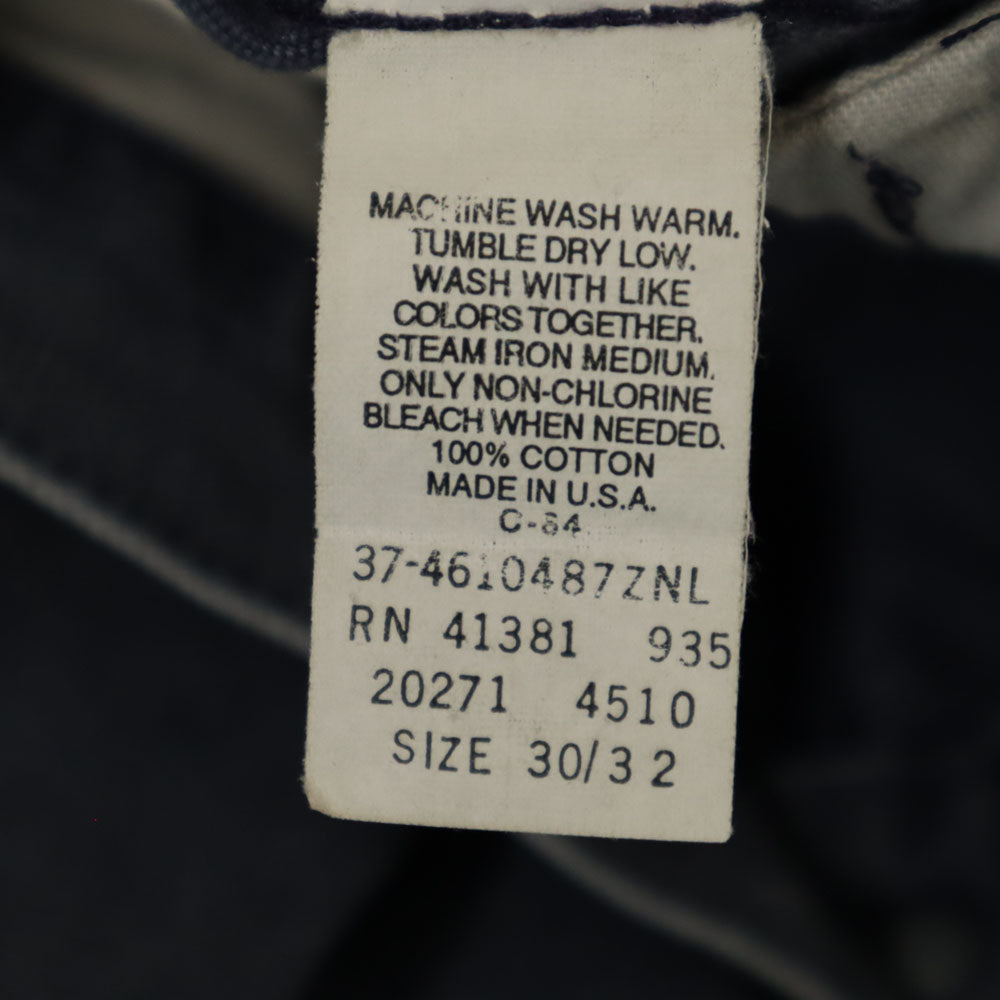 MACHINE WASH WARM.
TUMBLE DRY LOW.
WASH WITH LIKE
COLORS TOGETHER.
STEAM IRON MEDIUM.
ONLY NON-CHLORINE
BLEACH WHEN NEEDED.
100% COTTON
MADE IN U.S.A.
C-84
37-4610487ZNL
RN 41381 935
20271 4510
SIZE 30/32